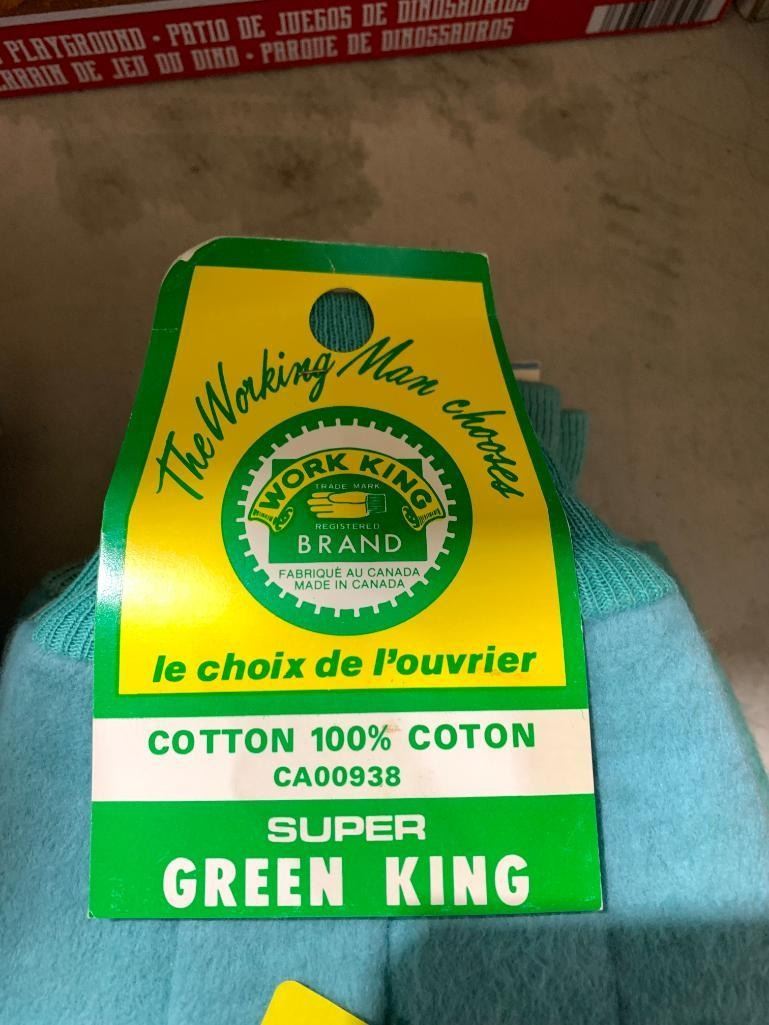 PLAYGROUND • PATIO DE JUEGOS DE DINOSAURIOS
TERRAIN DE JEU DU DINO • PARQUE DE DINOSSAUROS
The Working Man chooses
WORK KING
TRADE MARK
REGISTERED
BRAND
FABRIQUÉ AU CANADA
MADE IN CANADA
le choix de l'ouvrier
COTTON 100% COTON
CA00938
SUPER
GREEN KING